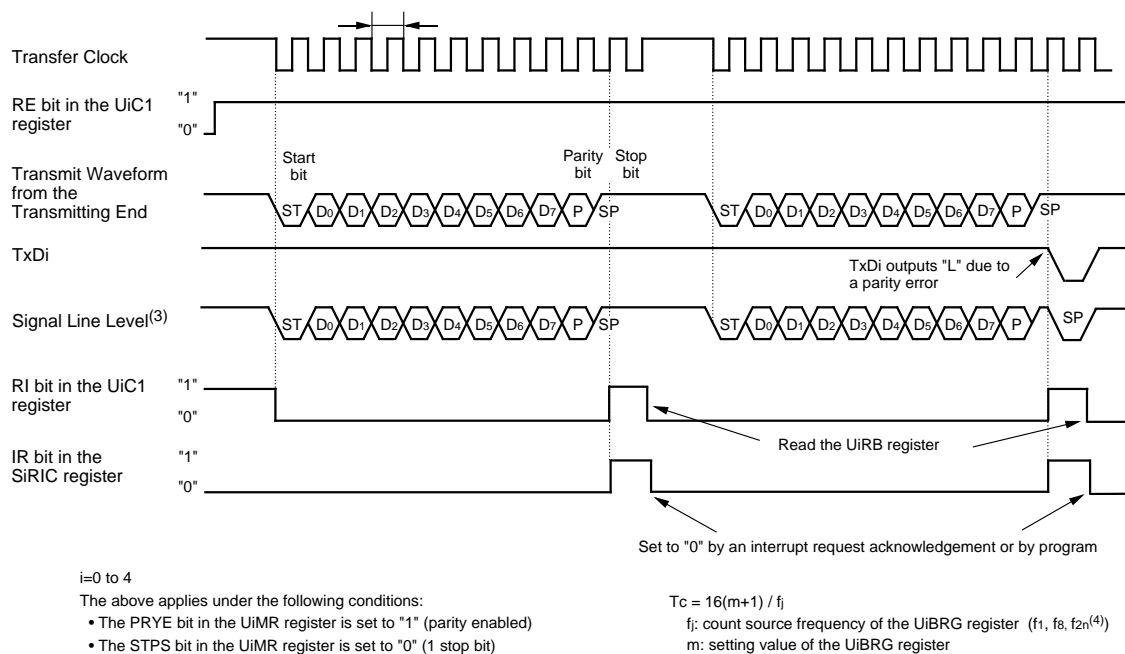 Transfer Clock
RE bit in the UiC1
register
"1"
"0"
Start
bit
Parity
bit
Stop
bit
Transmit Waveform
from the
Transmitting End
ST D0 D1 D2 D3 D4 D5 D6 D7 P SP
ST D0 D1 D2 D3 D4 D5 D6 D7 P SP
TxDi
TxDi outputs "L" due to
a parity error
Signal Line Level(3)
ST D0 D1 D2 D3 D4 D5 D6 D7 P SP
ST D0 D1 D2 D3 D4 D5 D6 D7 P SP
RI bit in the UiC1
register
"1"
"0"
Read the UiRB register
IR bit in the
SiRIC register
"1"
"0"
Set to "0" by an interrupt request acknowledgement or by program
i=0 to 4
The above applies under the following conditions:
• The PRYE bit in the UiMR register is set to "1" (parity enabled)
• The STPS bit in the UiMR register is set to "0" (1 stop bit)
Tc = 16(m+1) / fj
fj: count source frequency of the UiBRG register (f1, f8, f2n(4))
m: setting value of the UiBRG register